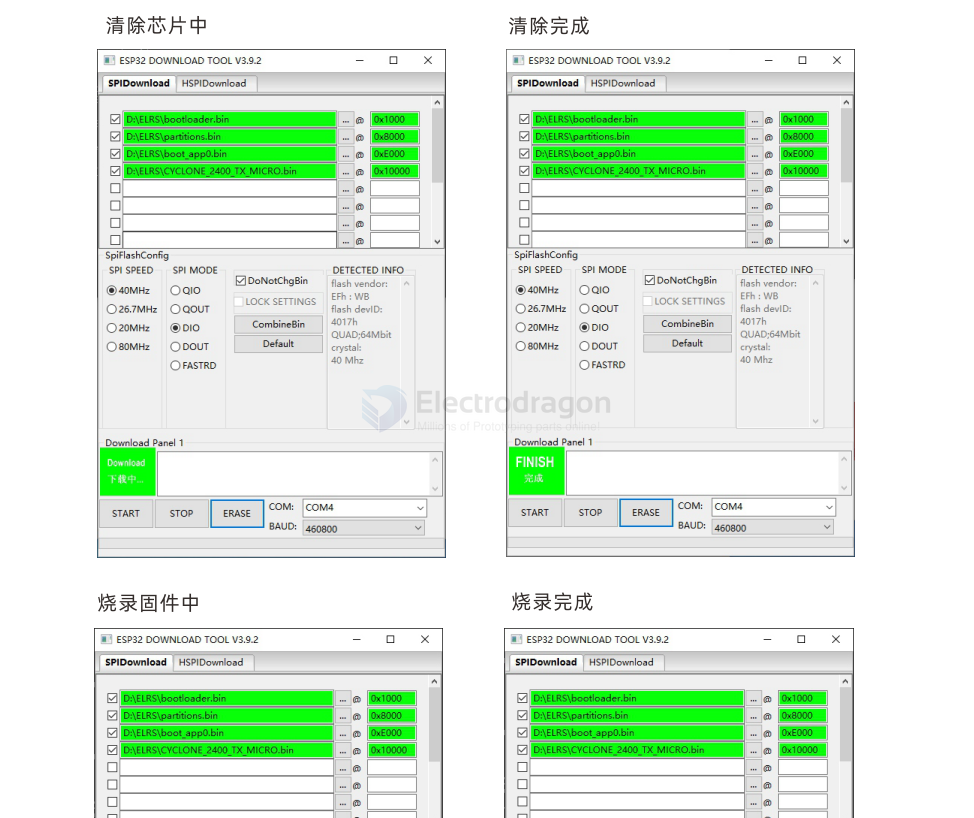 清除芯片中
清除完成
ESP32 DOWNLOAD TOOL V3.9.2
SPIDownload HSPIDownload
D:\ELRS\bootloader.bin ... @ 0x1000
D:\ELRS\partitions.bin ... @ 0x8000
D:\ELRS\boot_app0.bin ... @ 0xE000
D:\ELRS\CYCLONE_2400_TX_MICRO.bin ... @ 0x10000
... @
... @
... @
... @
SpiFlashConfig
SPI SPEED
40MHz
26.7MHz
20MHz
80MHz
SPI MODE
QIO
QOUT
DIO
DOUT
FASTRD
DoNotChgBin
LOCK SETTINGS
CombineBin
Default
DETECTED INFO
flash vendor:
EFh : WB
flash devID:
4017h
QUAD;64Mbit
crystal:
40 Mhz
Download Panel 1
Download
下载中...
START STOP ERASE
COM: COM4
BAUD: 460800
ESP32 DOWNLOAD TOOL V3.9.2
SPIDownload HSPIDownload
D:\ELRS\bootloader.bin ... @ 0x1000
D:\ELRS\partitions.bin ... @ 0x8000
D:\ELRS\boot_app0.bin ... @ 0xE000
D:\ELRS\CYCLONE_2400_TX_MICRO.bin ... @ 0x10000
... @
... @
... @
... @
SpiFlashConfig
SPI SPEED
40MHz
26.7MHz
20MHz
80MHz
SPI MODE
QIO
QOUT
DIO
DOUT
FASTRD
DoNotChgBin
LOCK SETTINGS
CombineBin
Default
DETECTED INFO
flash vendor:
EFh : WB
flash devID:
4017h
QUAD;64Mbit
crystal:
40 Mhz
Download Panel 1
FINISH
完成
START STOP ERASE
COM: COM4
BAUD: 460800
Electrodragon
Millions of Prototyping parts online!
烧录固件中
烧录完成
ESP32 DOWNLOAD TOOL V3.9.2
SPIDownload HSPIDownload
D:\ELRS\bootloader.bin ... @ 0x1000
D:\ELRS\partitions.bin ... @ 0x8000
D:\ELRS\boot_app0.bin ... @ 0xE000
D:\ELRS\CYCLONE_2400_TX_MICRO.bin ... @ 0x10000
... @
... @
... @
ESP32 DOWNLOAD TOOL V3.9.2
SPIDownload HSPIDownload
D:\ELRS\bootloader.bin ... @ 0x1000
D:\ELRS\partitions.bin ... @ 0x8000
D:\ELRS\boot_app0.bin ... @ 0xE000
D:\ELRS\CYCLONE_2400_TX_MICRO.bin ... @ 0x10000
... @
... @
... @